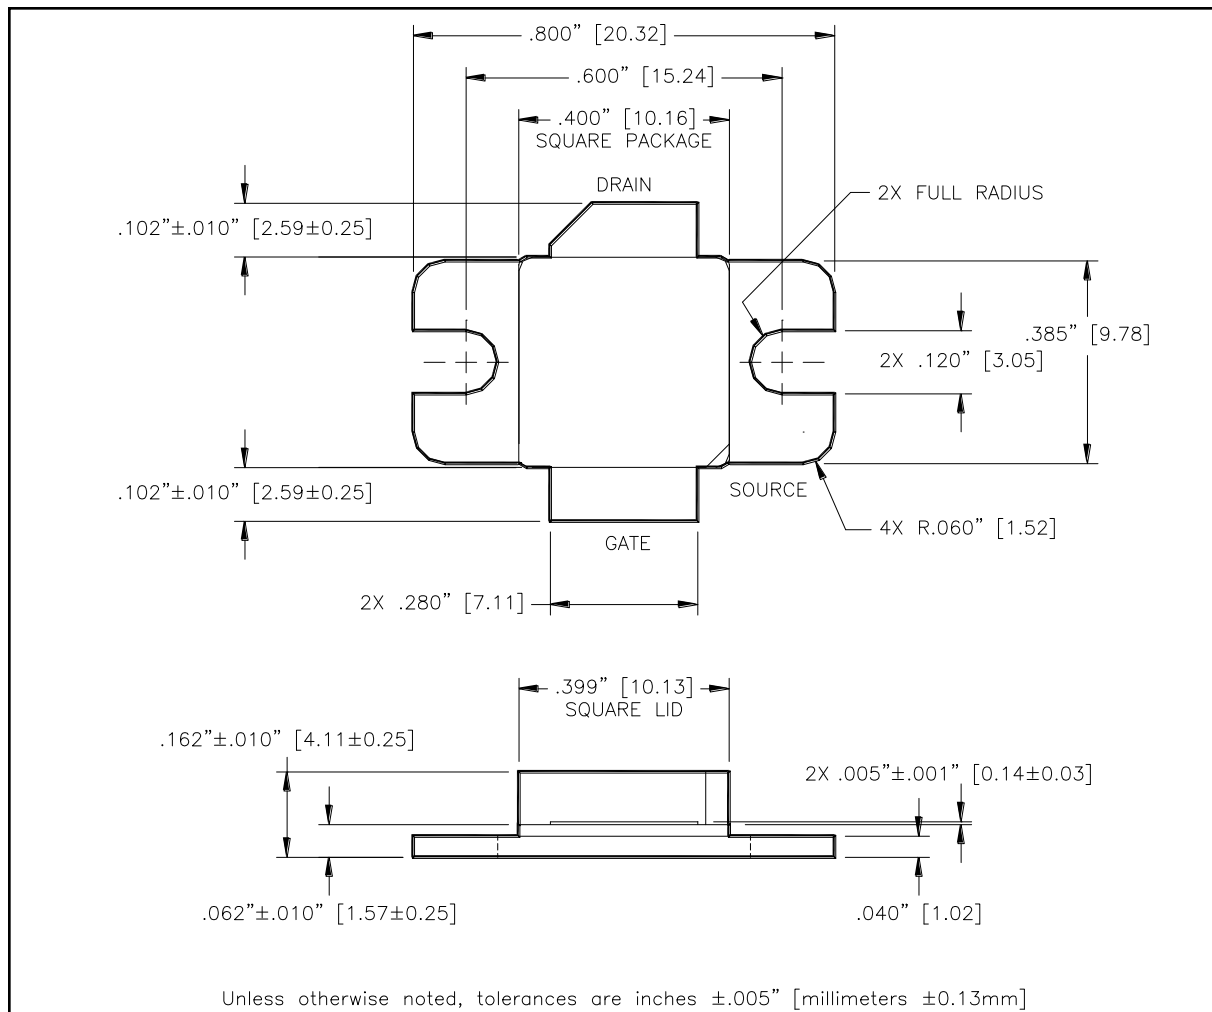 .800” [20.32]
.600” [15.24]
.400” [10.16]
SQUARE PACKAGE
DRAIN
2X FULL RADIUS
.102”±.010” [2.59±0.25]
.385” [9.78]
2X .120” [3.05]
.102”±.010” [2.59±0.25]
SOURCE
4X R.060” [1.52]
GATE
2X .280” [7.11]
.399” [10.13]
SQUARE LID
.162”±.010” [4.11±0.25]
2X .005”±.001” [0.14±0.03]
.062”±.010” [1.57±0.25]
.040” [1.02]
Unless otherwise noted, tolerances are inches ±.005” [millimeters ±0.13mm]